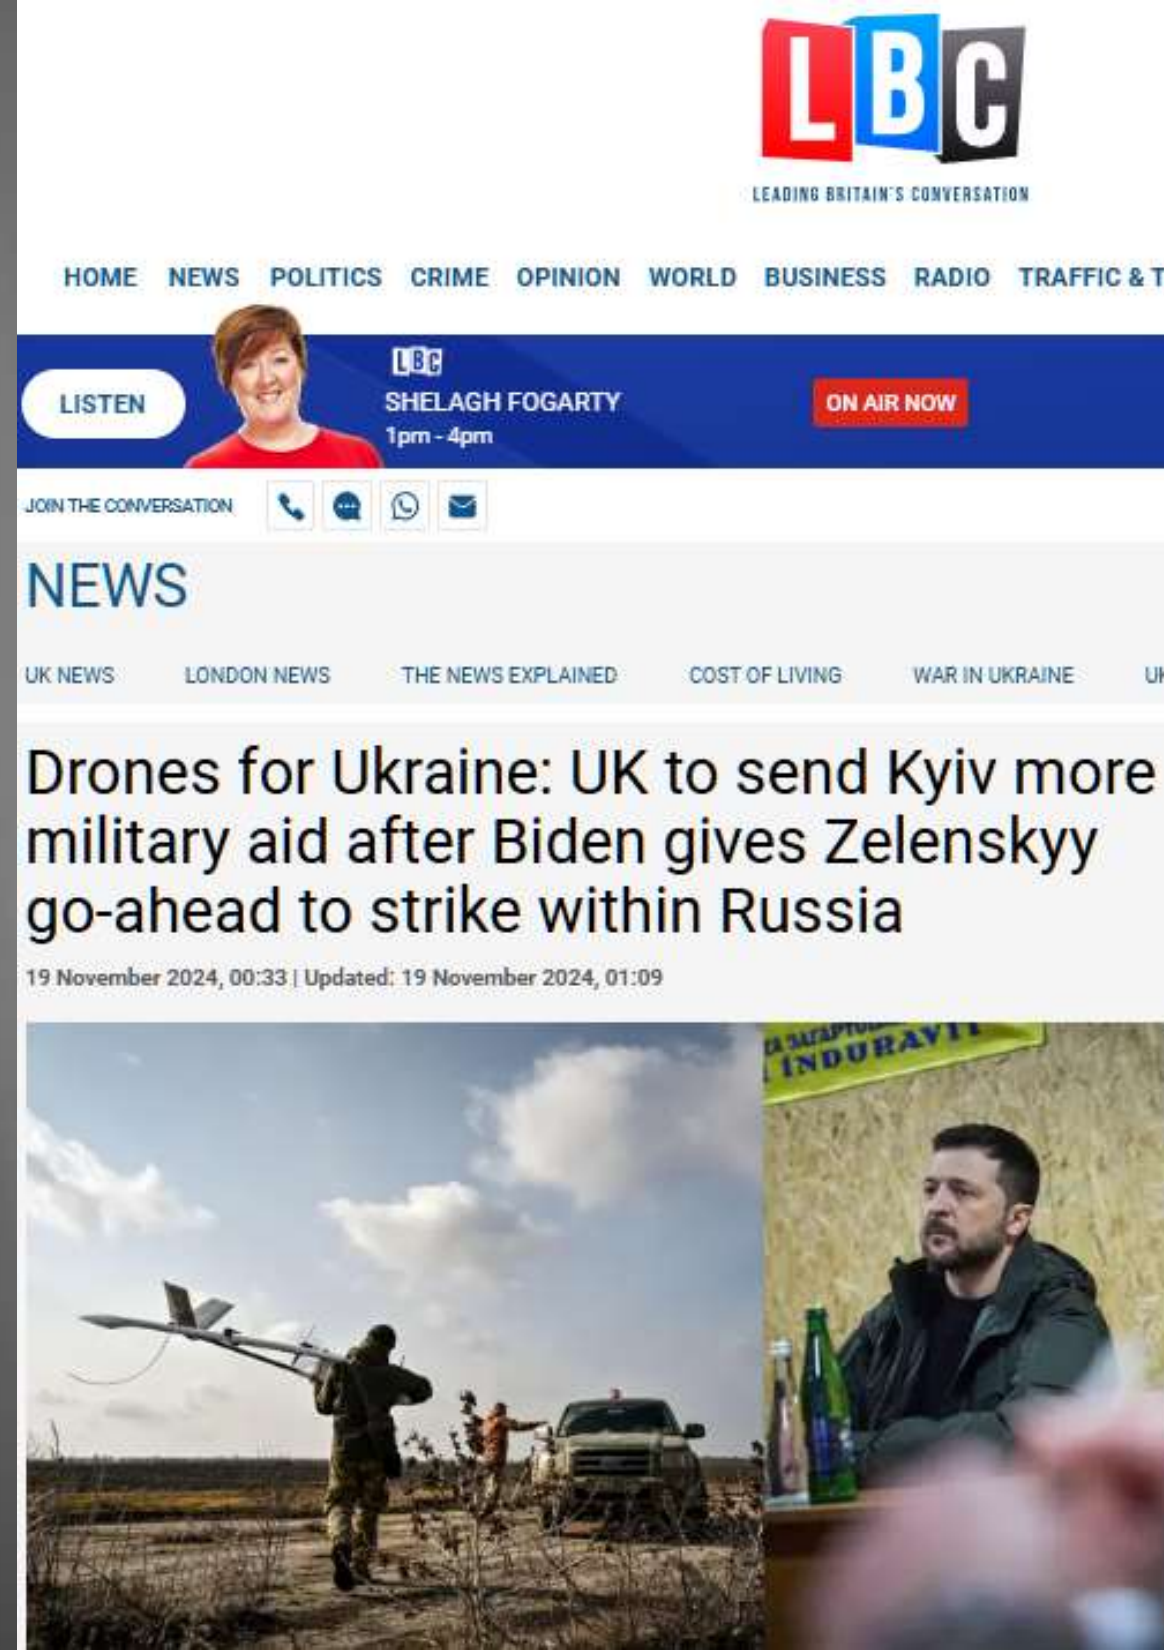 LBC
LEADING BRITAIN'S CONVERSATION
HOME NEWS POLITICS CRIME OPINION WORLD BUSINESS RADIO TRAFFIC & T
LISTEN
LBC
SHELAGH FOGARTY
1pm - 4pm
ON AIR NOW
JOIN THE CONVERSATION
NEWS
UK NEWS LONDON NEWS THE NEWS EXPLAINED COST OF LIVING WAR IN UKRAINE UK
Drones for Ukraine: UK to send Kyiv more
military aid after Biden gives Zelenskyy
go-ahead to strike within Russia
19 November 2024, 00:33 | Updated: 19 November 2024, 01:09